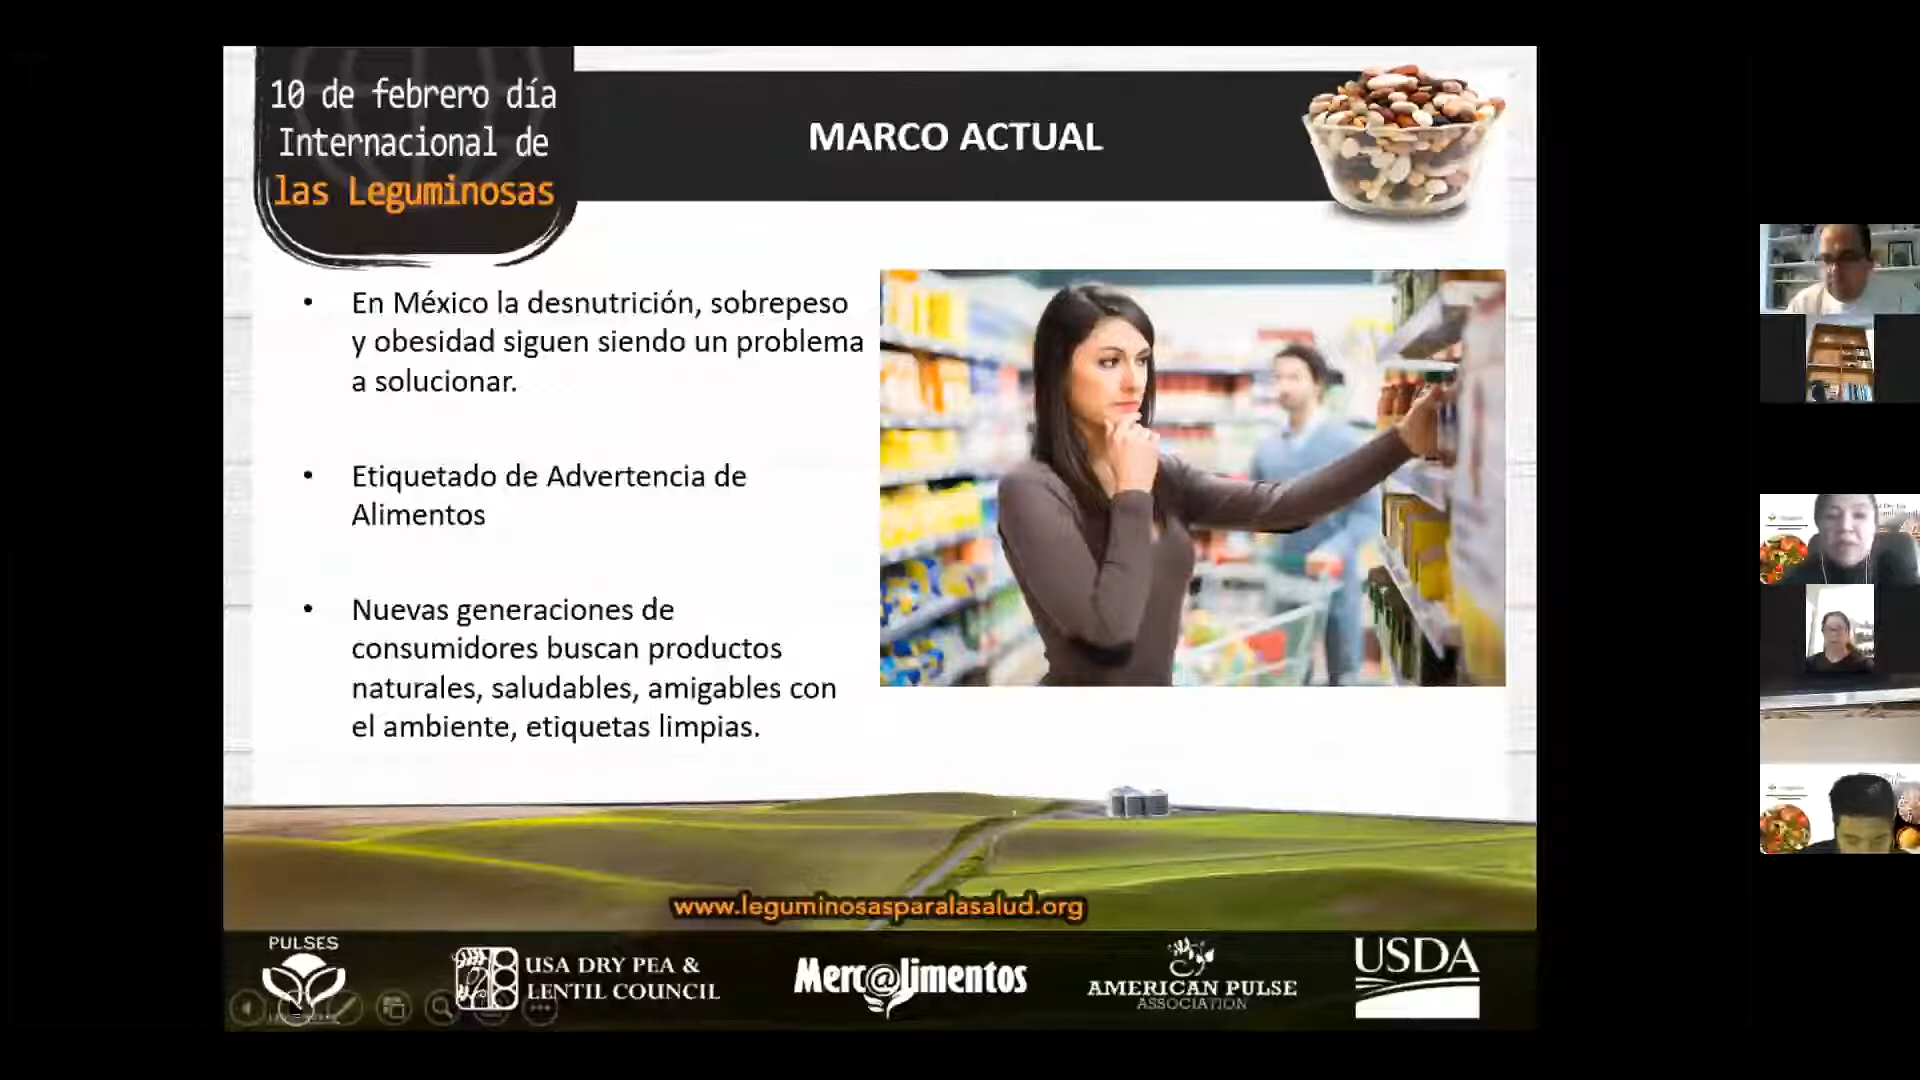 10 de febrero día
Internacional de
las Leguminosas
MARCO ACTUAL
• En México la desnutrición, sobrepeso
y obesidad siguen siendo un problema
a solucionar.
• Etiquetado de Advertencia de
Alimentos
• Nuevas generaciones de
consumidores buscan productos
naturales, saludables, amigables con
el ambiente, etiquetas limpias.
www.leguminosasparalasalud.org
PULSES
USA DRY PEA &
LENTIL COUNCIL
Merc@limentos
AMERICAN PULSE
ASSOCIATION
USDA